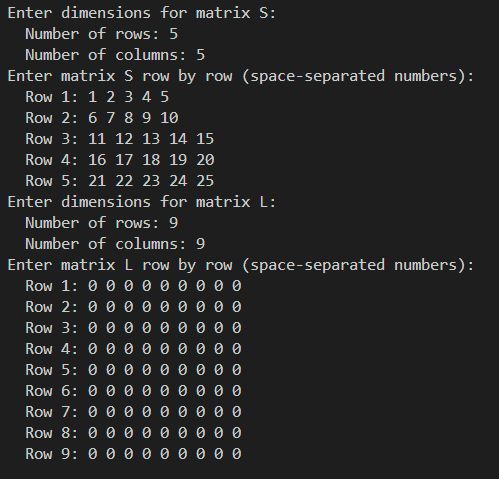 Enter dimensions for matrix S:
  Number of rows: 5
  Number of columns: 5
Enter matrix S row by row (space-separated numbers):
  Row 1: 1 2 3 4 5
  Row 2: 6 7 8 9 10
  Row 3: 11 12 13 14 15
  Row 4: 16 17 18 19 20
  Row 5: 21 22 23 24 25
Enter dimensions for matrix L:
  Number of rows: 9
  Number of columns: 9
Enter matrix L row by row (space-separated numbers):
  Row 1: 0 0 0 0 0 0 0 0 0
  Row 2: 0 0 0 0 0 0 0 0 0
  Row 3: 0 0 0 0 0 0 0 0 0
  Row 4: 0 0 0 0 0 0 0 0 0
  Row 5: 0 0 0 0 0 0 0 0 0
  Row 6: 0 0 0 0 0 0 0 0 0
  Row 7: 0 0 0 0 0 0 0 0 0
  Row 8: 0 0 0 0 0 0 0 0 0
  Row 9: 0 0 0 0 0 0 0 0 0